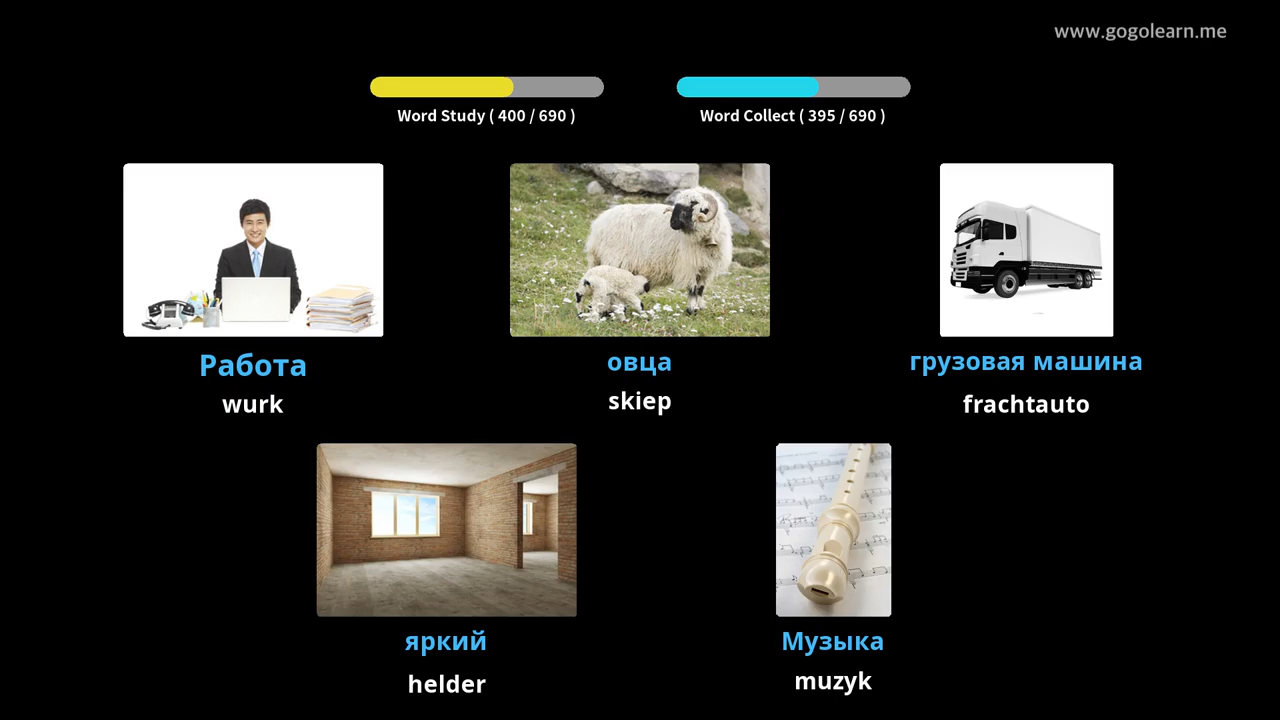 www.gogolearn.me
Word Study ( 400 / 690 )
Word Collect ( 395 / 690 )
Работа
wurk
овца
skiep
грузовая машина
frachtauto
яркий
helder
Музыка
muzyk